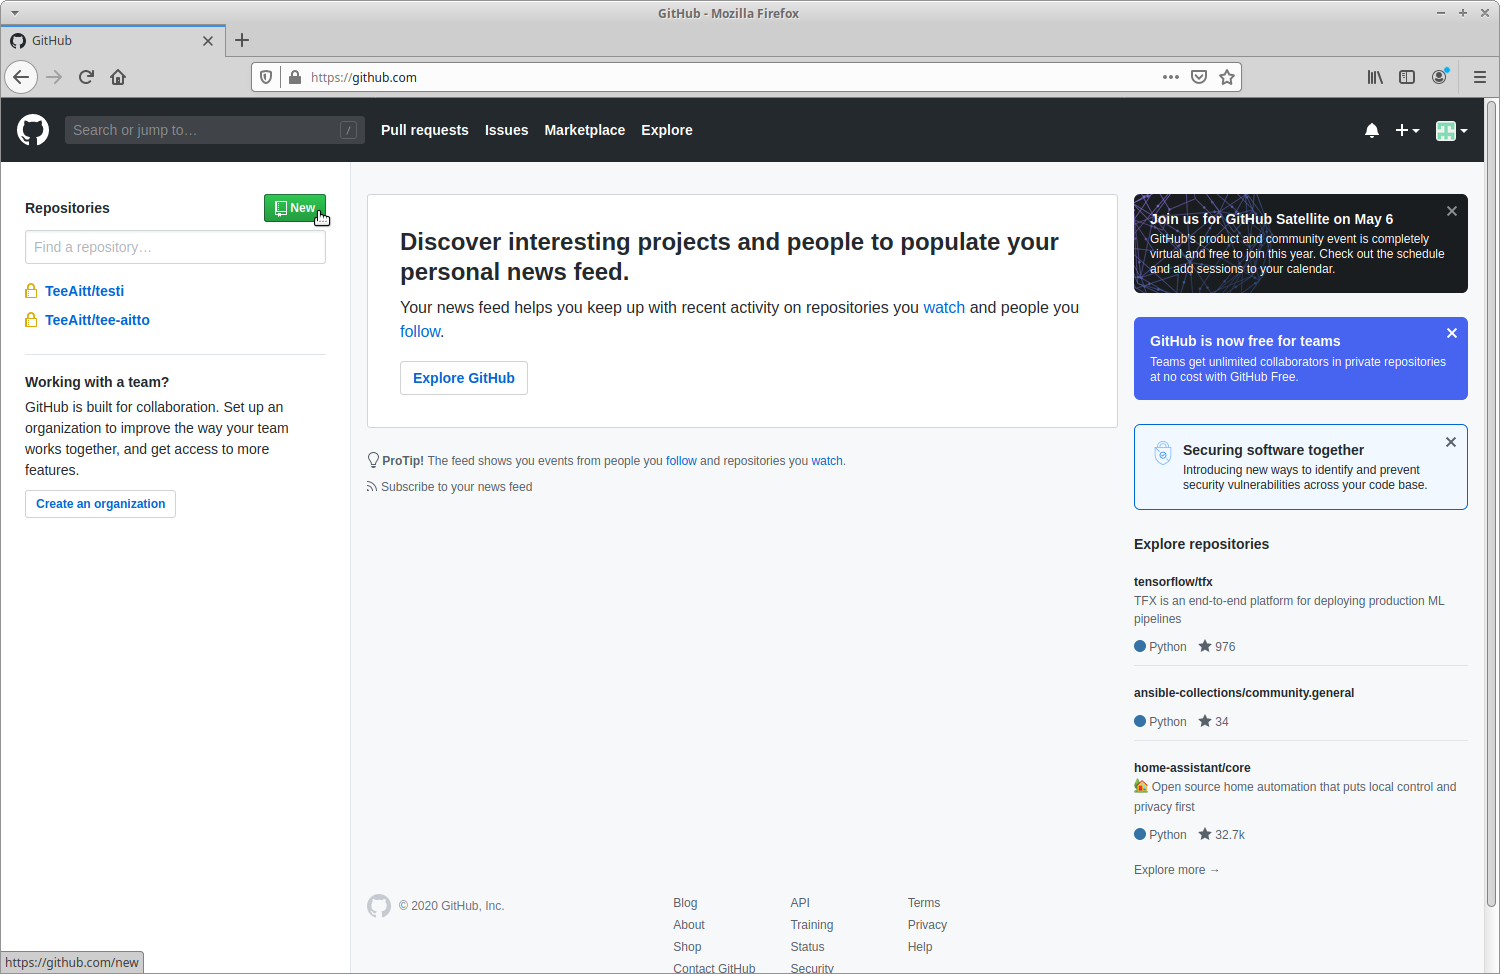 GitHub - Mozilla Firefox
GitHub
https://github.com
Search or jump to…
/
Pull requests
Issues
Marketplace
Explore
Repositories
New
Find a repository…
TeeAitt/testi
TeeAitt/tee-aitto
Working with a team?
GitHub is built for collaboration. Set up an
organization to improve the way your team
works together, and get access to more
features.
Create an organization
Discover interesting projects and people to populate your
personal news feed.
Your news feed helps you keep up with recent activity on repositories you watch and people you
follow.
Explore GitHub
ProTip! The feed shows you events from people you follow and repositories you watch.
Subscribe to your news feed
Join us for GitHub Satellite on May 6
GitHub's product and community event is completely
virtual and free to join this year. Check out the schedule
and add sessions to your calendar.
GitHub is now free for teams
Teams get unlimited collaborators in private repositories
at no cost with GitHub Free.
Securing software together
Introducing new ways to identify and prevent
security vulnerabilities across your code base.
Explore repositories
tensorflow/tfx
TFX is an end-to-end platform for deploying production ML
pipelines
Python 976
ansible-collections/community.general
Python 34
home-assistant/core
Open source home automation that puts local control and
privacy first
Python 32.7k
Explore more →
© 2020 GitHub, Inc.
Blog
About
Shop
Contact GitHub
API
Training
Status
Security
Terms
Privacy
Help
https://github.com/new